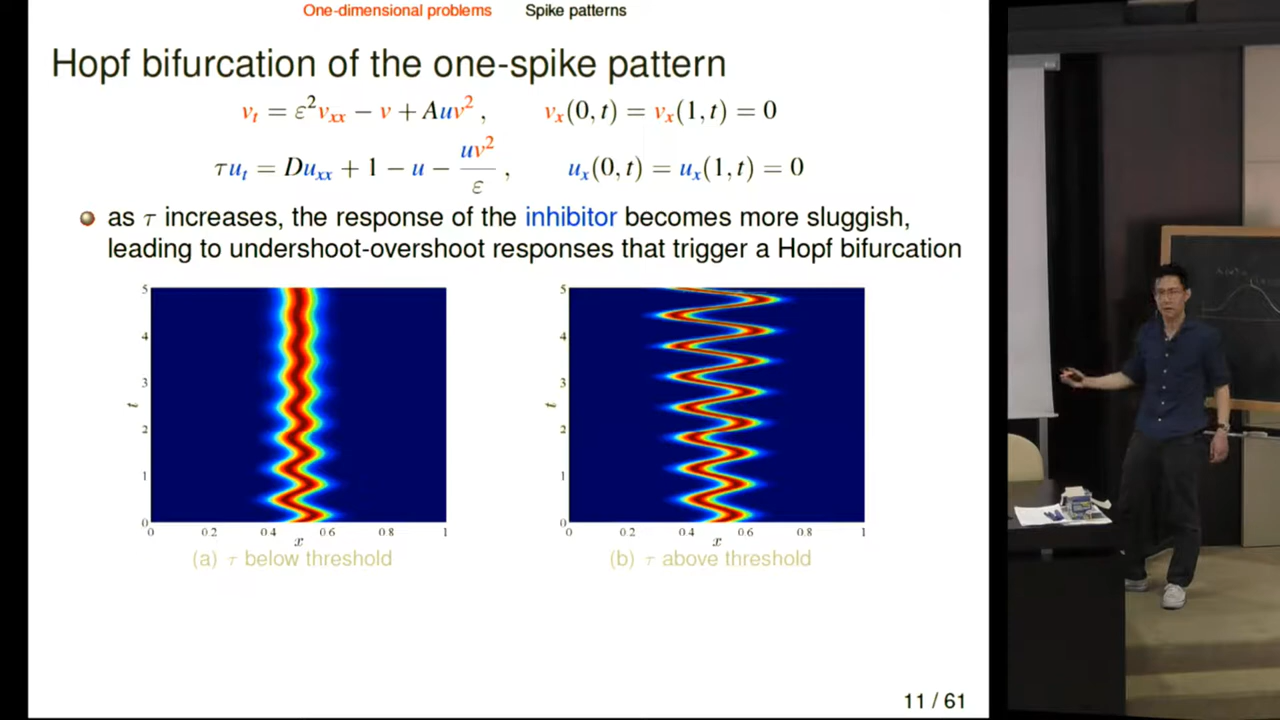 One-dimensional problems Spike patterns
Hopf bifurcation of the one-spike pattern
v_t = ε²v_xx − v + Auv², v_x(0, t) = v_x(1, t) = 0
τu_t = Du_xx + 1 − u − uv²/ε, u_x(0, t) = u_x(1, t) = 0
as τ increases, the response of the inhibitor becomes more sluggish,
leading to undershoot-overshoot responses that trigger a Hopf bifurcation
5 4 3 2 1 0
t
0 0.2 0.4 0.6 0.8 1
x
(a) τ below threshold
5 4 3 2 1 0
t
0 0.2 0.4 0.6 0.8 1
x
(b) τ above threshold
11 / 61